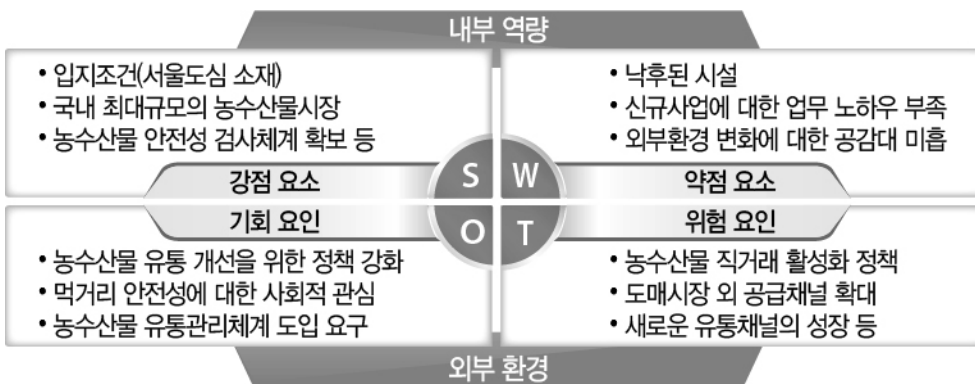 내부 역량
• 입지조건(서울도심 소재)
• 국내 최대규모의 농수산물시장
• 농수산물 안전성 검사체계 확보 등
• 낙후된 시설
• 신규사업에 대한 업무 노하우 부족
• 외부환경 변화에 대한 공감대 미흡
강점 요소
S
W
약점 요소
기회 요인
O
T
위험 요인
• 농수산물 유통 개선을 위한 정책 강화
• 먹거리 안전성에 대한 사회적 관심
• 농수산물 유통관리체계 도입 요구
• 농수산물 직거래 활성화 정책
• 도매시장 외 공급채널 확대
• 새로운 유통채널의 성장 등
외부 환경